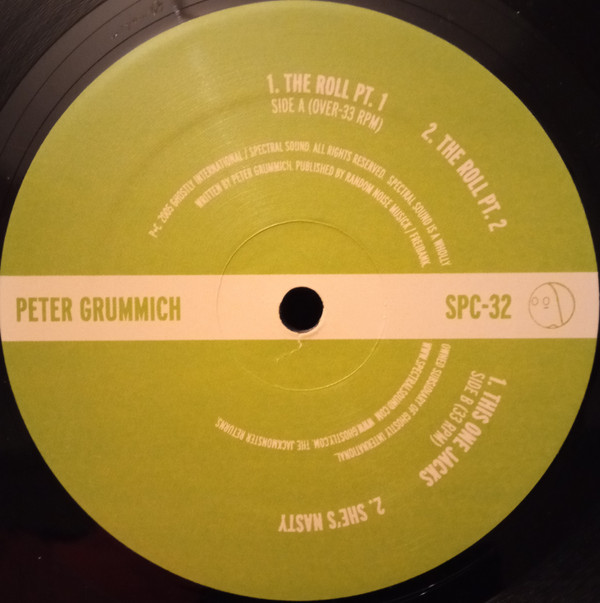 1. THE ROLL PT. 1
SIDE A (OVER-33 RPM)
2. THE ROLL PT. 2
P+C 2005 GHOSTLY INTERNATIONAL / SPECTRAL SOUND. ALL RIGHTS RESERVED. SPECTRAL SOUND IS A WHOLLY
WRITTEN BY PETER GRUMMICH. PUBLISHED BY RANDOM NOISE MUSICK / FREIBANK
PETER GRUMMICH
SPC-32
OWNED SUBSIDIARY OF GHOSTLY INTERNATIONAL.
WWW.SPECTRALSOUND.COM WWW.GHOSTLY.COM THE JACKMONSTER RETURNS.
1. THIS ONE JACKS
SIDE B (33 RPM)
2. SHE'S NASTY